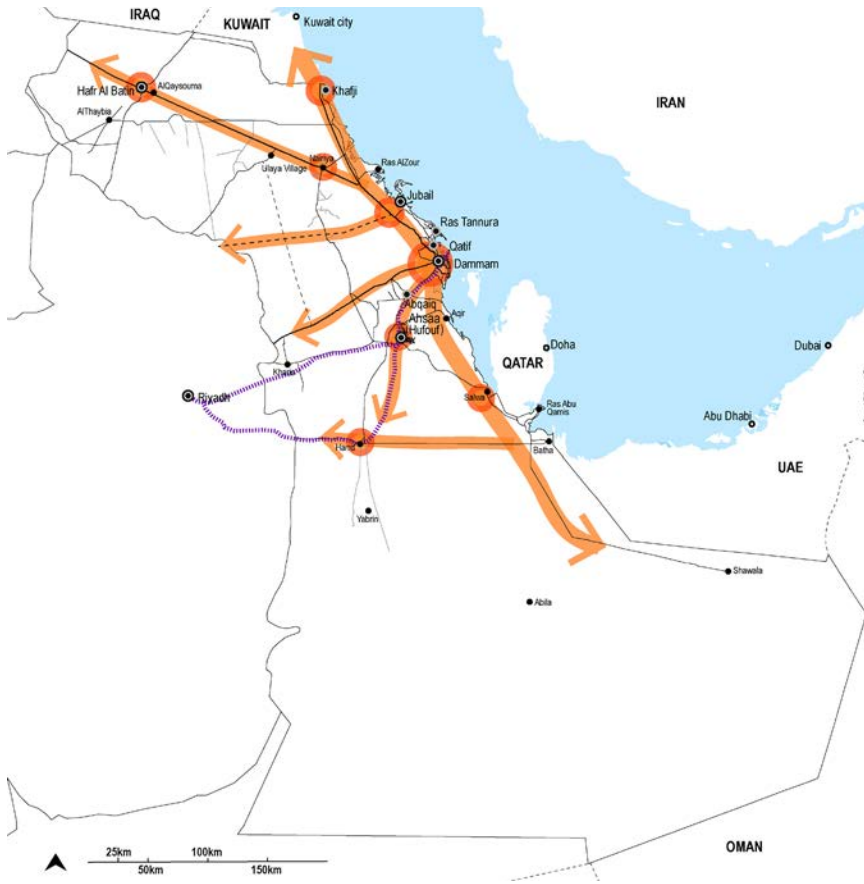 IRAQ
KUWAIT
Kuwait city
Hafr Al Batin
AlQaysouma
Khafji
IRAN
AlThaybia
Nairiya
Ulaya Village
Ras AlZour
Jubail
Ras Tannura
Qatif
Dammam
Abqaiq
Ahsaa
(Hufouf)
Aqir
QATAR
Doha
Dubai
Riyadh
Salwa
Ras Abu
Qamis
Abu Dhabi
Harad
Batha
UAE
Yabrin
Shawala
Abila
OMAN
25km
100km
50km
150km